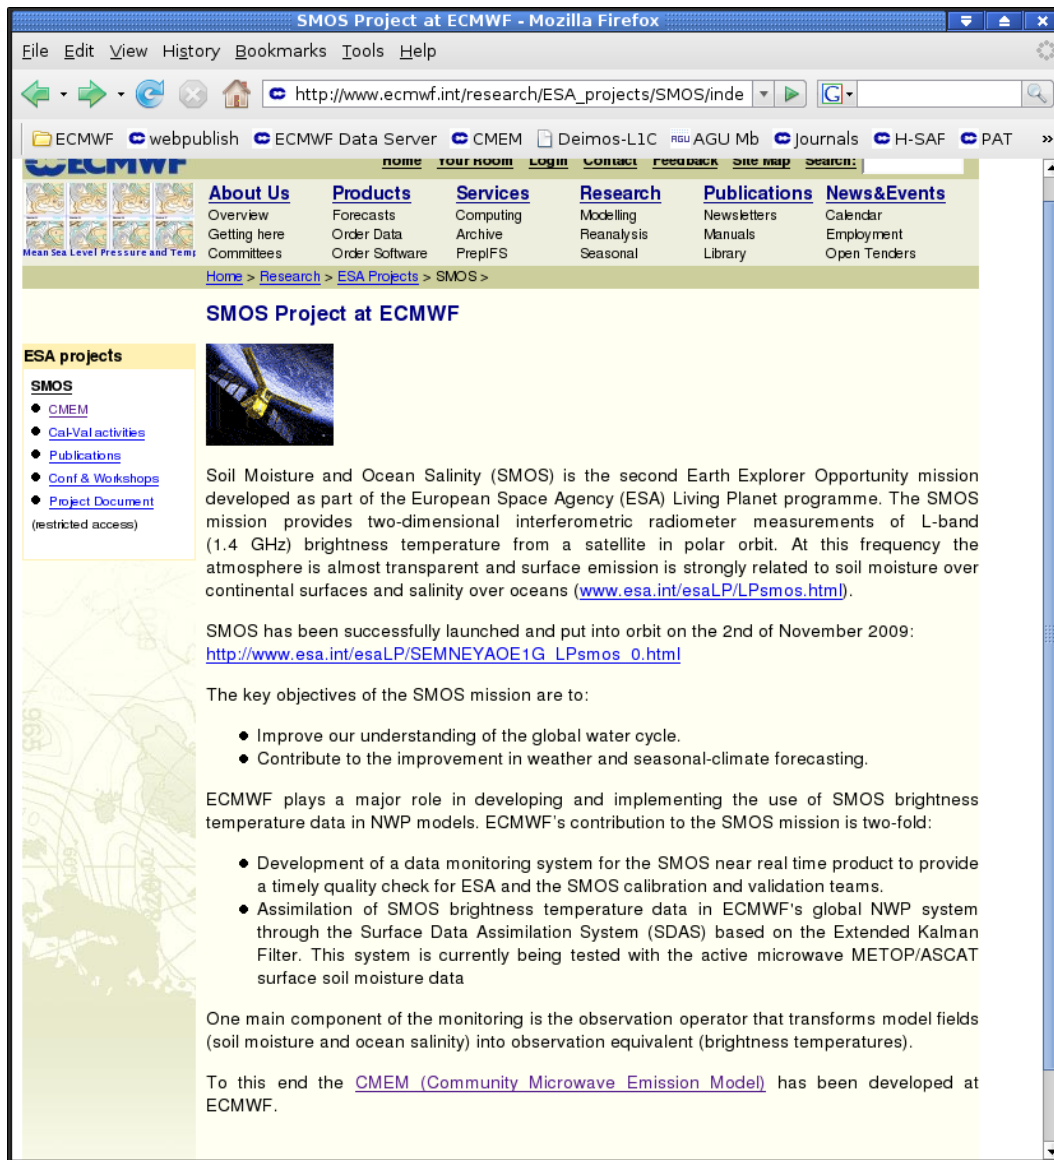 SMOS Project at ECMWF - Mozilla Firefox
File Edit View History Bookmarks Tools Help
http://www.ecmwf.int/research/ESA_projects/SMOS/inde
G
ECMWF webpublish ECMWF Data Server CMEM Deimos-L1C AGU AGU Mb Journals H-SAF PAT »
ECMWF Home Your Room Login Contact Feedback Site Map Search:
About Us Products Services Research Publications News&Events
Overview Forecasts Computing Modelling Newsletters Calendar
Getting here Order Data Archive Reanalysis Manuals Employment
Mean Sea Level Pressure and Temp Committees Order Software PrepIFS Seasonal Library Open Tenders
Home > Research > ESA Projects > SMOS >
SMOS Project at ECMWF
ESA projects
SMOS
CMEM
Cal-Val activities
Publications
Conf & Workshops
Project Document
(restricted access)
Soil Moisture and Ocean Salinity (SMOS) is the second Earth Explorer Opportunity mission
developed as part of the European Space Agency (ESA) Living Planet programme. The SMOS
mission provides two-dimensional interferometric radiometer measurements of L-band
(1.4 GHz) brightness temperature from a satellite in polar orbit. At this frequency the
atmosphere is almost transparent and surface emission is strongly related to soil moisture over
continental surfaces and salinity over oceans (www.esa.int/esaLP/LPsmos.html).
SMOS has been successfully launched and put into orbit on the 2nd of November 2009:
http://www.esa.int/esaLP/SEMNEYAOE1G_LPsmos_0.html
The key objectives of the SMOS mission are to:
● Improve our understanding of the global water cycle.
● Contribute to the improvement in weather and seasonal-climate forecasting.
ECMWF plays a major role in developing and implementing the use of SMOS brightness
temperature data in NWP models. ECMWF's contribution to the SMOS mission is two-fold:
● Development of a data monitoring system for the SMOS near real time product to provide
a timely quality check for ESA and the SMOS calibration and validation teams.
● Assimilation of SMOS brightness temperature data in ECMWF's global NWP system
through the Surface Data Assimilation System (SDAS) based on the Extended Kalman
Filter. This system is currently being tested with the active microwave METOP/ASCAT
surface soil moisture data
One main component of the monitoring is the observation operator that transforms model fields
(soil moisture and ocean salinity) into observation equivalent (brightness temperatures).
To this end the CMEM (Community Microwave Emission Model) has been developed at
ECMWF.